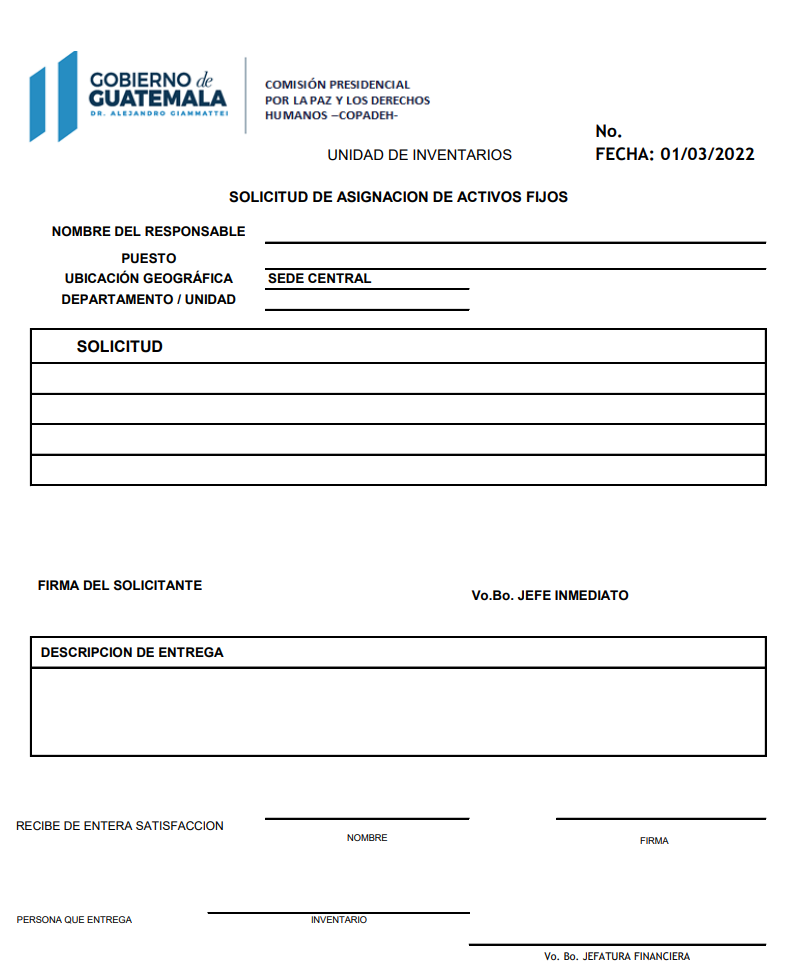 GOBIERNO de
GUATEMALA
DR. ALEJANDRO GIAMMATTEI
COMISIÓN PRESIDENCIAL
POR LA PAZ Y LOS DERECHOS
HUMANOS –COPADEH-
No.
UNIDAD DE INVENTARIOS
FECHA: 01/03/2022
SOLICITUD DE ASIGNACION DE ACTIVOS FIJOS
NOMBRE DEL RESPONSABLE
PUESTO
UBICACIÓN GEOGRÁFICA SEDE CENTRAL
DEPARTAMENTO / UNIDAD
SOLICITUD
FIRMA DEL SOLICITANTE
Vo.Bo. JEFE INMEDIATO
DESCRIPCION DE ENTREGA
RECIBE DE ENTERA SATISFACCION
NOMBRE
FIRMA
PERSONA QUE ENTREGA
INVENTARIO
Vo. Bo. JEFATURA FINANCIERA